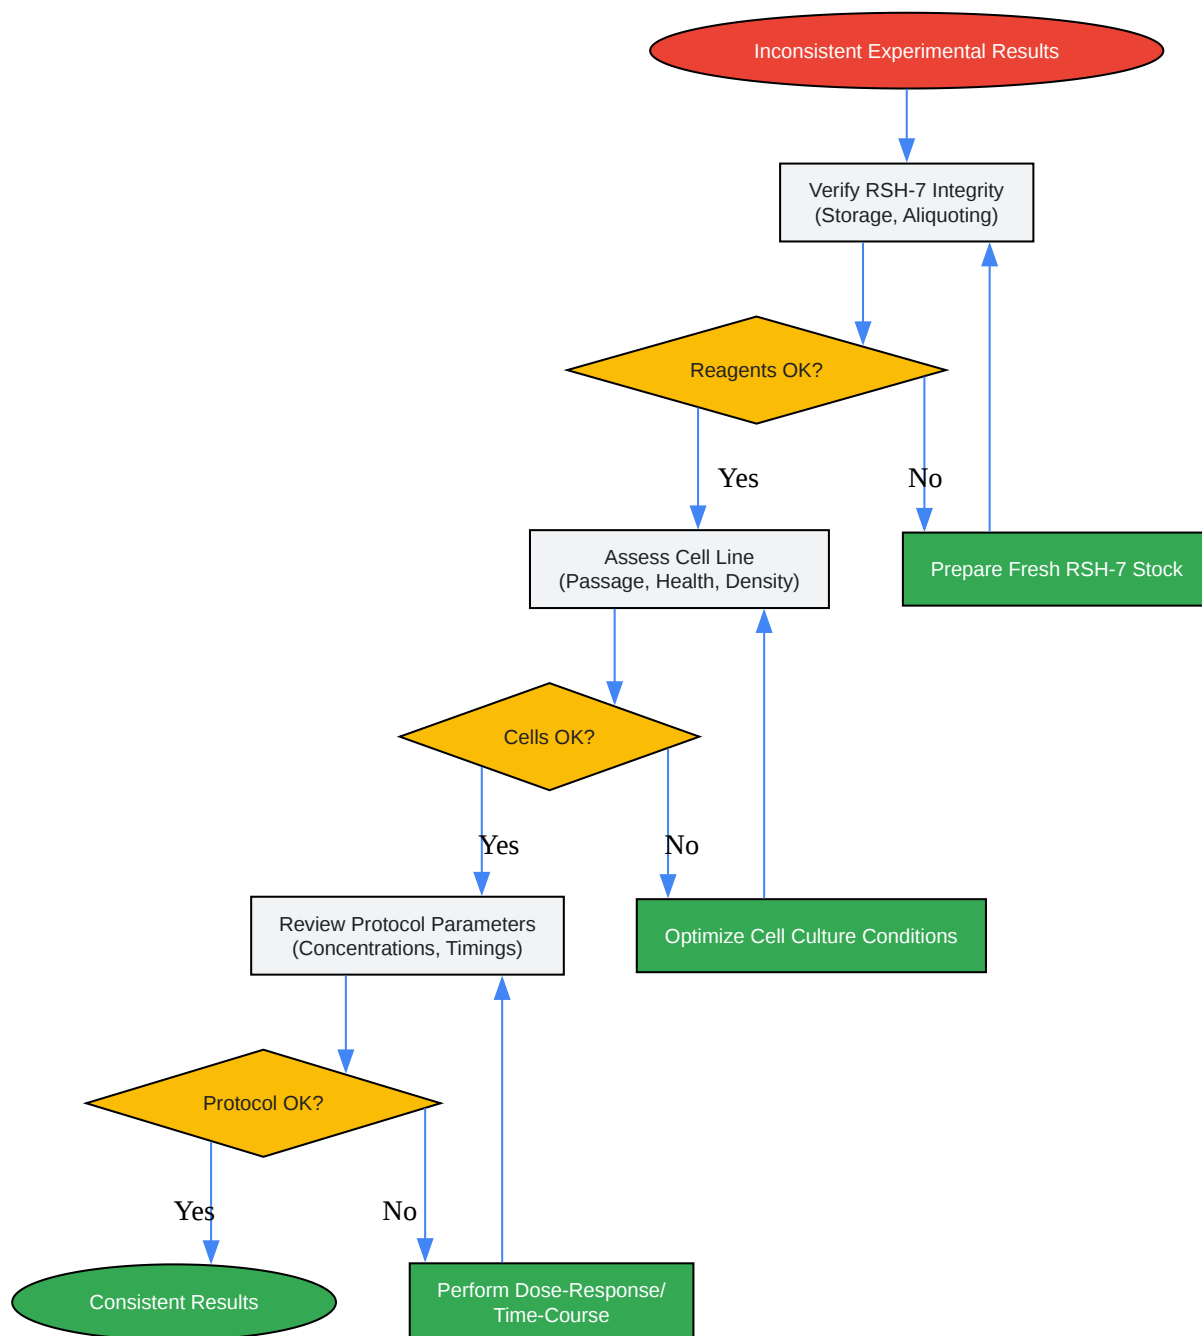 Inconsistent Experimental Results
Verify RSH-7 Integrity
(Storage, Aliquoting)
Reagents OK?
Yes
No
Assess Cell Line
(Passage, Health, Density)
Prepare Fresh RSH-7 Stock
Cells OK?
Yes
No
Review Protocol Parameters
(Concentrations, Timings)
Optimize Cell Culture Conditions
Protocol OK?
Yes
No
Consistent Results
Perform Dose-Response/
Time-Course